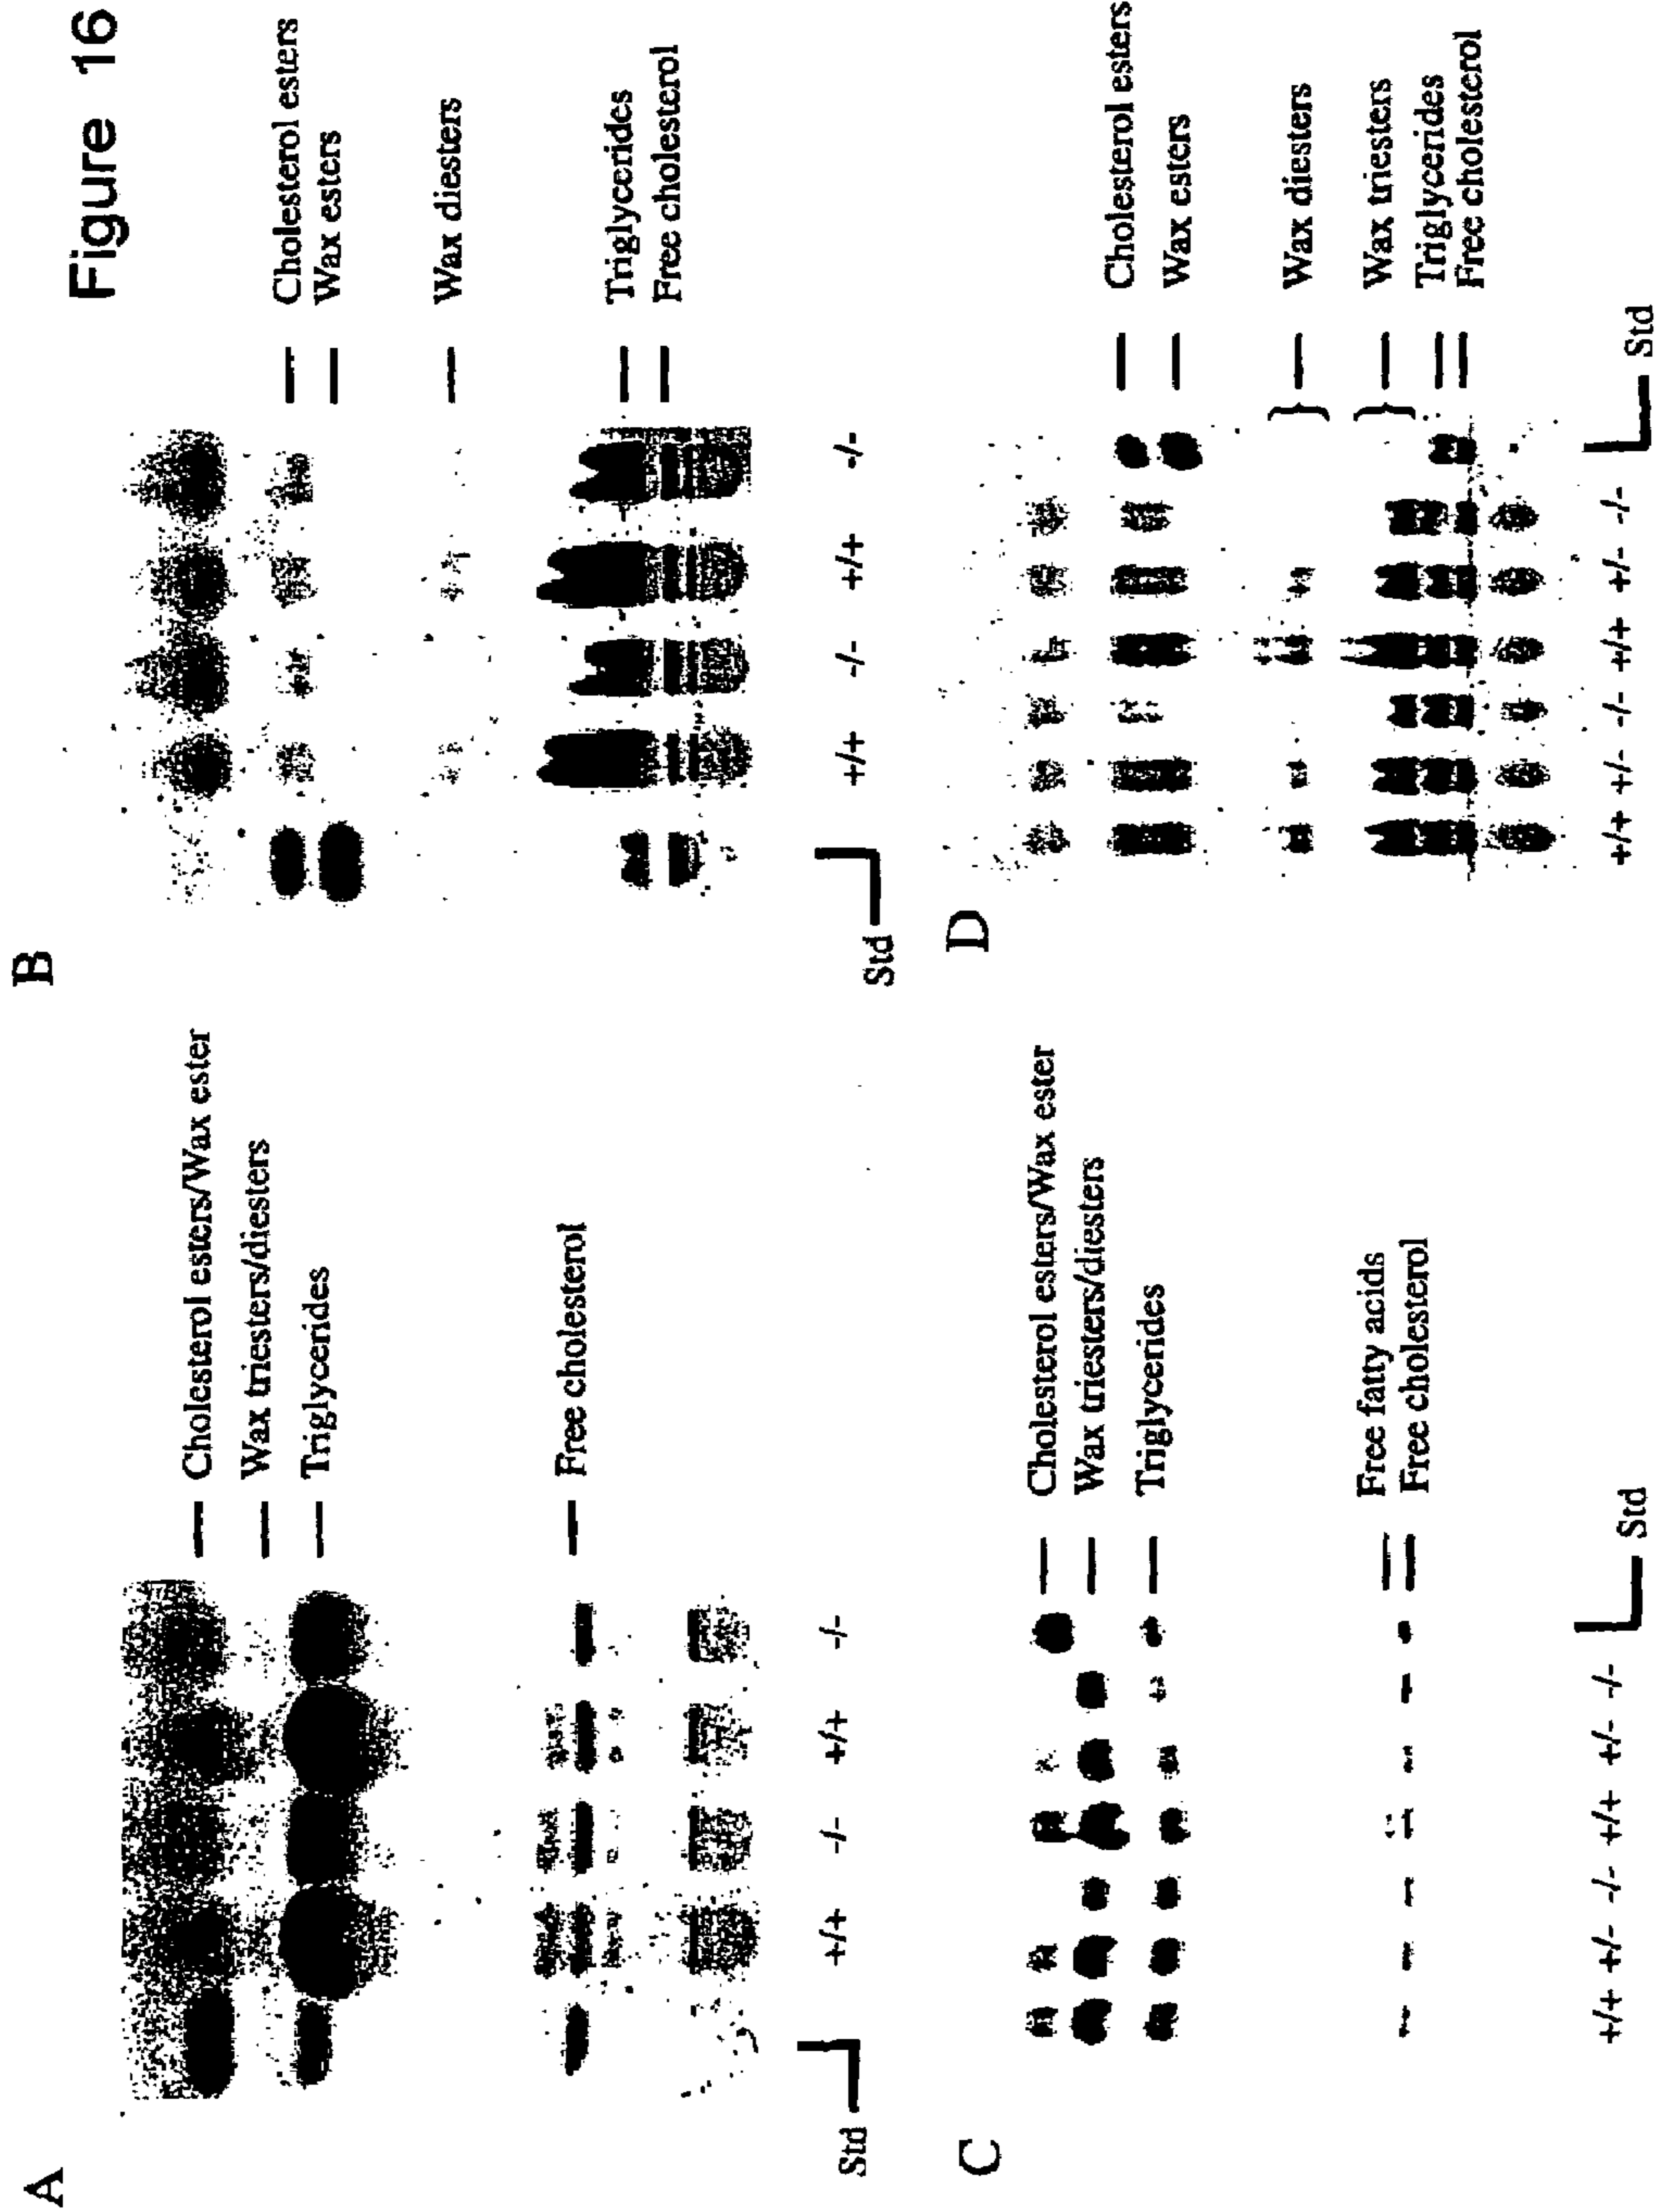 Figure 16
A
Cholesterol esters/Wax ester
Wax triesters/diesters
Triglycerides
Free cholesterol
Std
+/+ -/- +/+ -/-
B
Cholesterol esters
Wax esters
Wax diesters
Triglycerides
Free cholesterol
Std
+/+ -/- +/+ -/-
C
Cholesterol esters/Wax ester
Wax triesters/diesters
Triglycerides
Free fatty acids
Free cholesterol
+/+ +/- -/- +/+ +/- -/-
Std
D
Cholesterol esters
Wax esters
Wax diesters
Wax triesters
Triglycerides
Free cholesterol
+/+ +/- -/- +/+ +/- -/-
Std